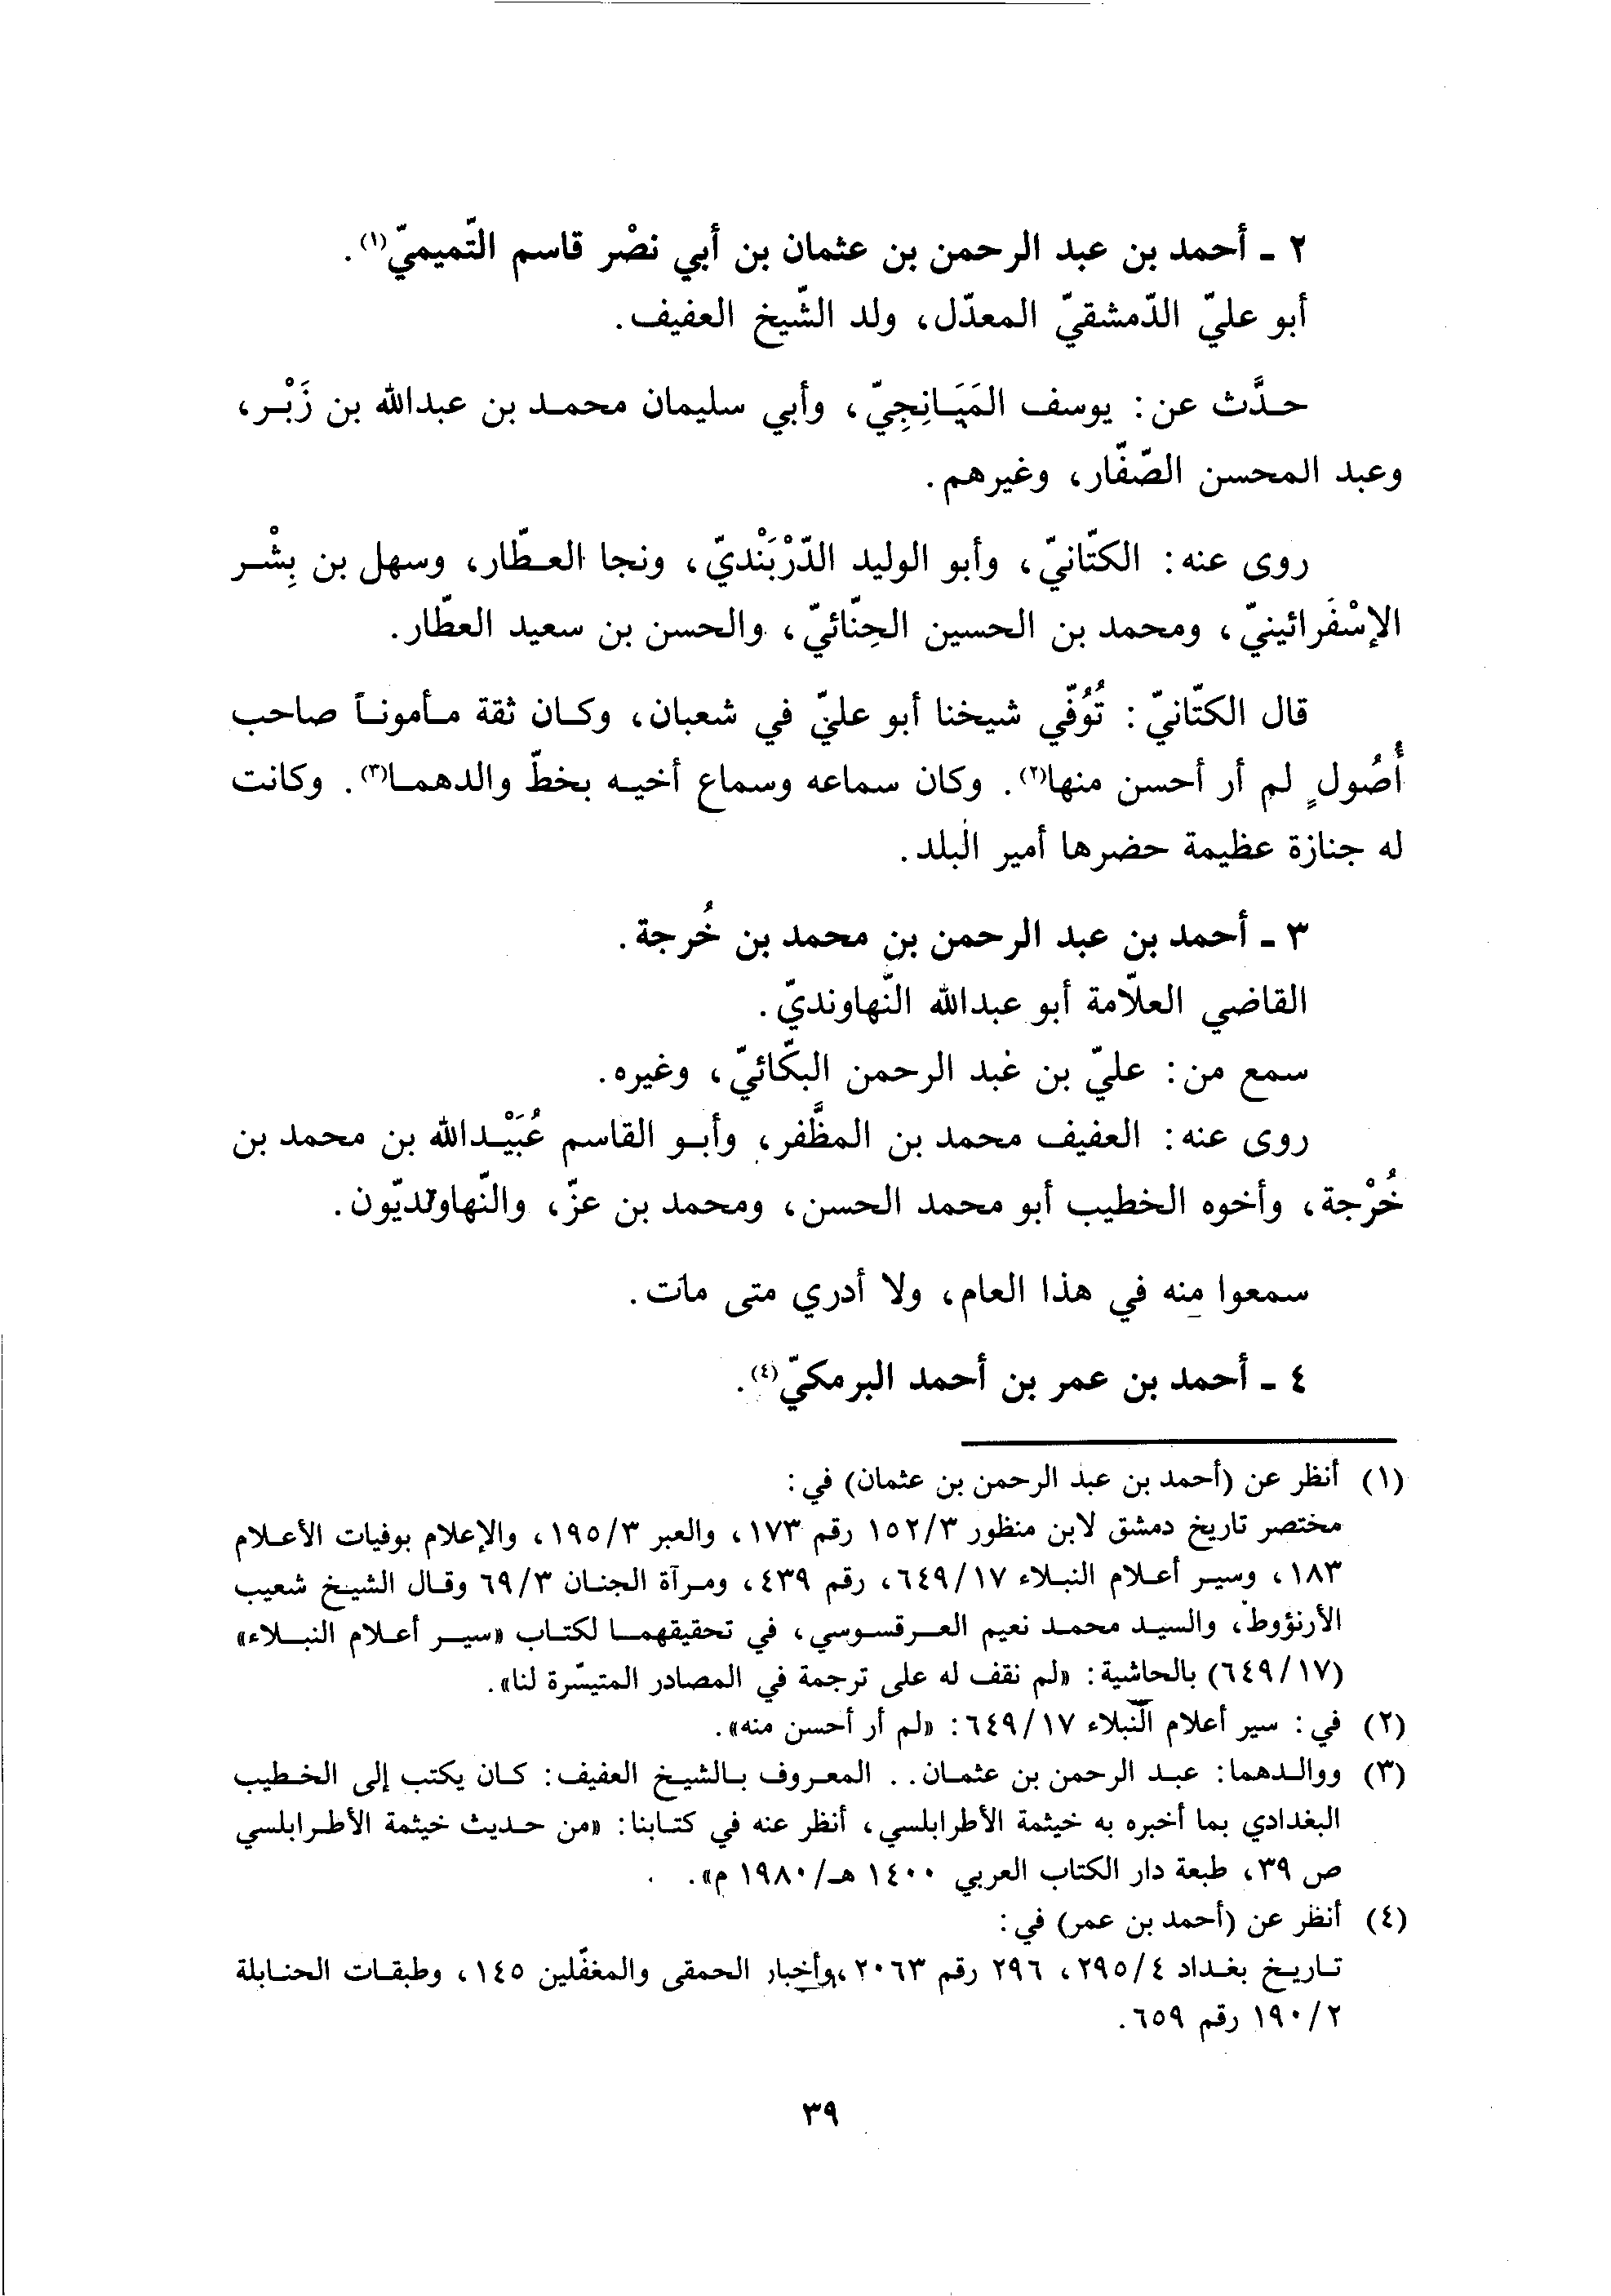 ٢ ـ أحمد بن عبد الرحمن بن عثمان بن أبي نصْر قاسم التّميميّ(١).
أبو عليّ الدّمشقيّ المعدّل، ولد الشّيخ العفيف.
حدَّث عن: يوسف المَيَانِجِيّ، وأبي سليمان محمد بن عبدالله بن زَبْر،
وعبد المحسن الصّفّار، وغيرهم.
روى عنه: الكتّانيّ، وأبو الوليد الدّرْبَنْديّ، ونجا العطّار، وسهل بن بِشْر
الإسْفَرائينيّ، ومحمد بن الحسين الحِنّائيّ، والحسن بن سعيد العطّار.
قال الكتّانيّ: تُوُفّي شيخنا أبو عليّ في شعبان، وكان ثقة مأموناً صاحب
أُصُولٍ لم أر أحسن منها(٢). وكان سماعه وسماع أخيه بخطّ والدهما(٣). وكانت
له جنازة عظيمة حضرها أمير البلد.
٣ ـ أحمد بن عبد الرحمن بن محمد بن خُرجة.
القاضي العلاّمة أبو عبدالله النّهاونديّ.
سمع من: عليّ بن عبد الرحمن البكّائيّ، وغيره.
روى عنه: العفيف محمد بن المظَّفر، وأبو القاسم عُبَيْدالله بن محمد بن
خُرْجة، وأخوه الخطيب أبو محمد الحسن، ومحمد بن عزّ، والنّهاونديّون.
سمعوا منه في هذا العام، ولا أدري متى مات.
٤ ـ أحمد بن عمر بن أحمد البرمكيّ(٤).
(١) أنظر عن (أحمد بن عبد الرحمن بن عثمان) في:
مختصر تاريخ دمشق لابن منظور ١٥٢/٣ رقم ١٧٣، والعبر ١٩٥/٣، والإعلام بوفيات الأعلام
١٨٣، وسير أعلام النبلاء ٦٤٩/١٧، رقم ٤٣٩، ومرآة الجنان ٦٩/٣ وقال الشيخ شعيب
الأرنؤوط، والسيد محمد نعيم العرقسوسي، في تحقيقهما لكتاب «سير أعلام النبلاء»
(٦٤٩/١٧) بالحاشية: «لم نقف له على ترجمة في المصادر المتيسّرة لنا».
(٢) في: سير أعلام النّبلاء ٦٤٩/١٧: «لم أر أحسن منه».
(٣) ووالدهما: عبد الرحمن بن عثمان.. المعروف بالشيخ العفيف: كان يكتب إلى الخطيب
البغدادي بما أخبره به خيثمة الأطرابلسي، أنظر عنه في كتابنا: «من حديث خيثمة الأطرابلسي
ص ٣٩، طبعة دار الكتاب العربي ١٤٠٠ هـ/١٩٨٠ م».
(٤) أنظر عن (أحمد بن عمر) في:
تاريخ بغداد ٢٩٥/٤، ٢٩٦ رقم ٢٠٦٣، وأخبار الحمقى والمغفّلين ١٤٥، وطبقات الحنابلة
١٩٠/٢ رقم ٦٥٩.
٣٩